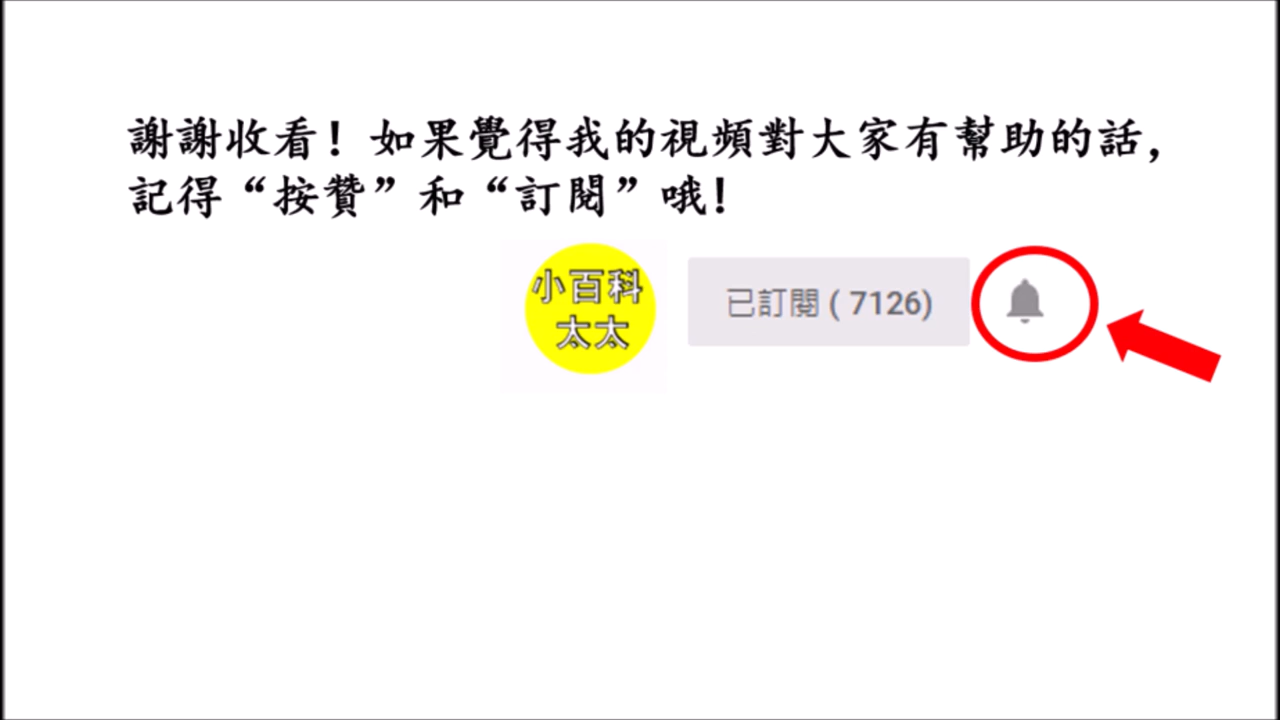 謝謝收看！如果覺得我的視頻對大家有幫助的話，
記得“按贊”和“訂閱”哦！
小百科
太太
已訂閱 ( 7126)